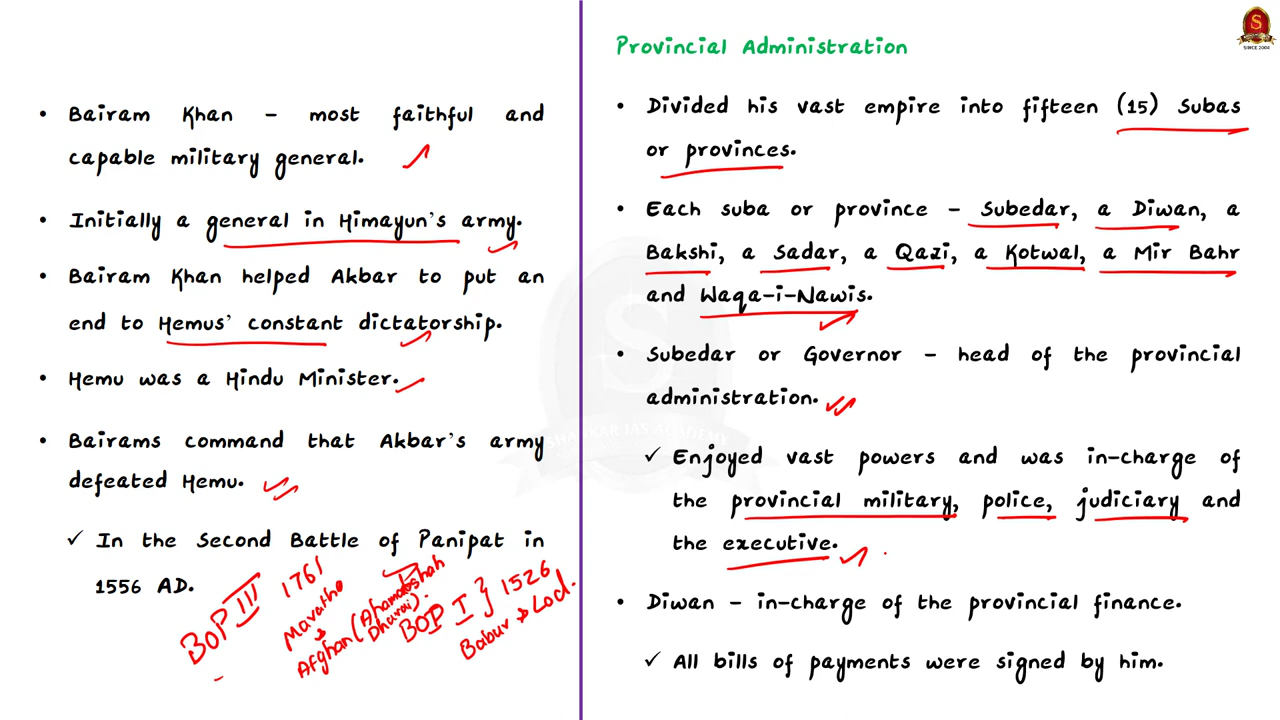 • Bairam Khan - most faithful and
capable military general.
• Initially a general in Himayun's army.
• Bairam Khan helped Akbar to put an
end to Hemus' constant dictatorship.
• Hemu was a Hindu Minister.
• Bairams command that Akbar's army
defeated Hemu.
✓ In the Second Battle of Panipat in
1556 AD.
BOP III 1761
Maratha
Afghan (Ahamadshah
BOP I } 1526
Babur
Provincial Administration
• Divided his vast empire into fifteen (15) Subas
or provinces.
• Each suba or province - Subedar, a Diwan, a
Bakshi, a Sadar, a Qazi, a Kotwal, a Mir Bahr
and Waqa-i-Nawis.
• Subedar or Governor - head of the provincial
administration.
✓ Enjoyed vast powers and was in-charge of
the provincial military, police, judiciary and
the executive.
• Diwan - in-charge of the provincial finance.
✓ All bills of payments were signed by him.
S
SINCE 2004
SHANKAR IAS ACADEMY